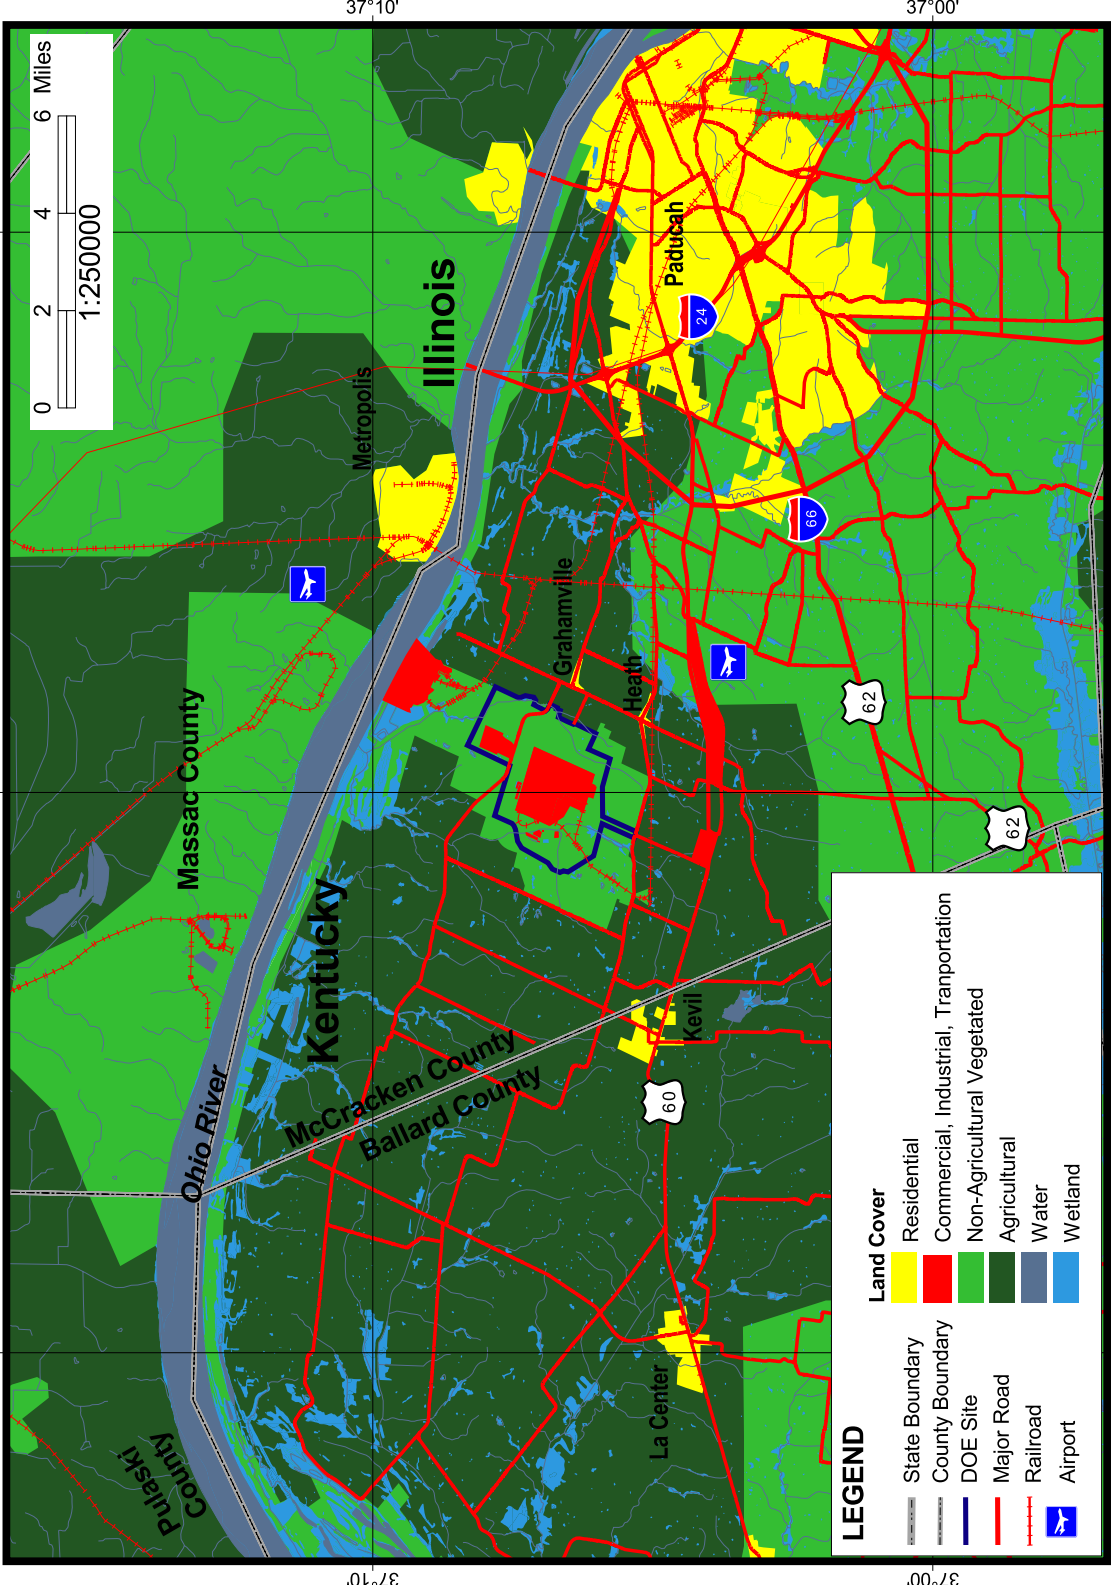 37°10'
37°00'
0 2 4 6 Miles
1:250000
Illinois
Metropolis
Massac County
Paducah
24
66
Grahamville
Heath
62
62
Kentucky
Ohio River
McCracken County
Ballard County
Kevil
60
La Center
Pulaski
County
LEGEND
State Boundary
County Boundary
DOE Site
Major Road
Railroad
Airport
Land Cover
Residential
Commercial, Industrial, Tranportation
Non-Agricultural Vegetated
Agricultural
Water
Wetland
37°10'
37°00'